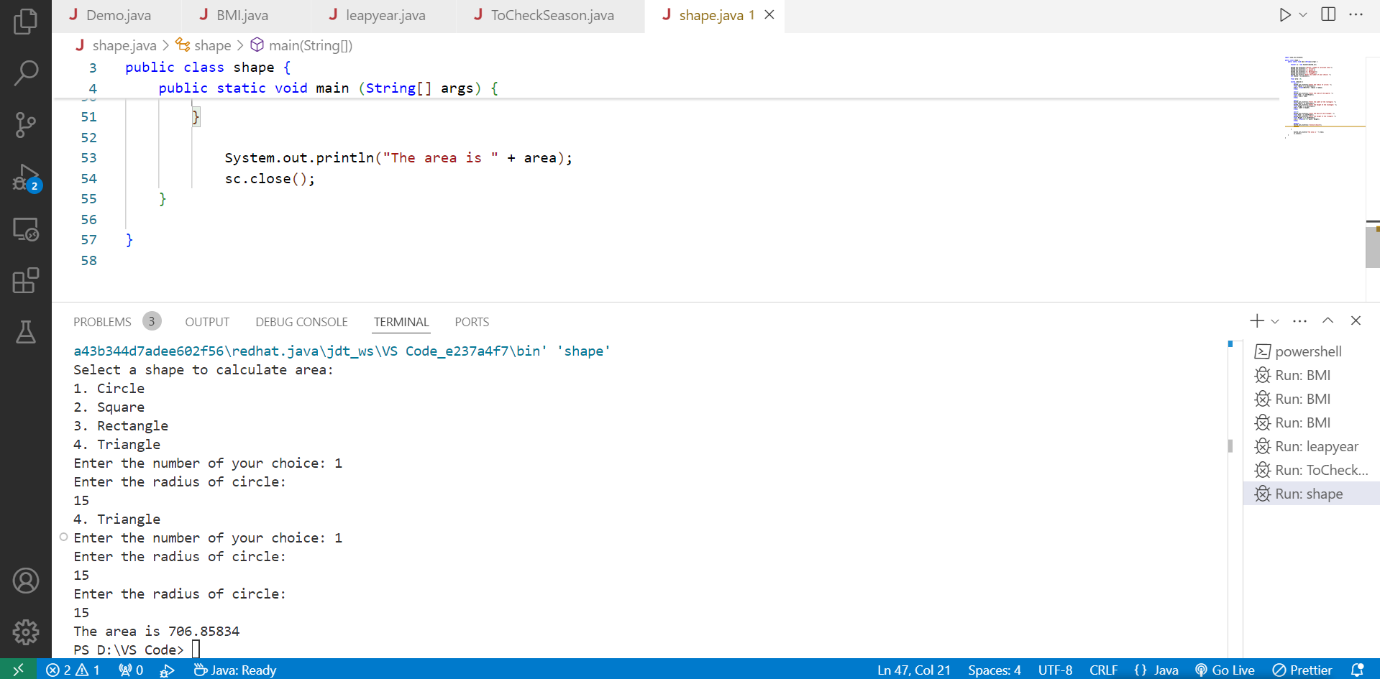 J Demo.java J BMI.java J leapyear.java J ToCheckSeason.java J shape.java 1
J shape.java > shape > main(String[])
3 public class shape {
4 public static void main (String[] args) {
51 }
52
53 System.out.println("The area is " + area);
54 sc.close();
55 }
56
57 }
58
2
PROBLEMS 3 OUTPUT DEBUG CONSOLE TERMINAL PORTS
a43b344d7adee602f56\redhat.java\jdt_ws\VS Code_e237a4f7\bin' 'shape'
Select a shape to calculate area:
1. Circle
2. Square
3. Rectangle
4. Triangle
Enter the number of your choice: 1
Enter the radius of circle:
15
4. Triangle
Enter the number of your choice: 1
Enter the radius of circle:
15
Enter the radius of circle:
15
The area is 706.85834
PS D:\VS Code>
powershell
Run: BMI
Run: BMI
Run: BMI
Run: leapyear
Run: ToCheck...
Run: shape
2 1 0 Java: Ready Ln 47, Col 21 Spaces: 4 UTF-8 CRLF {} Java Go Live Prettier